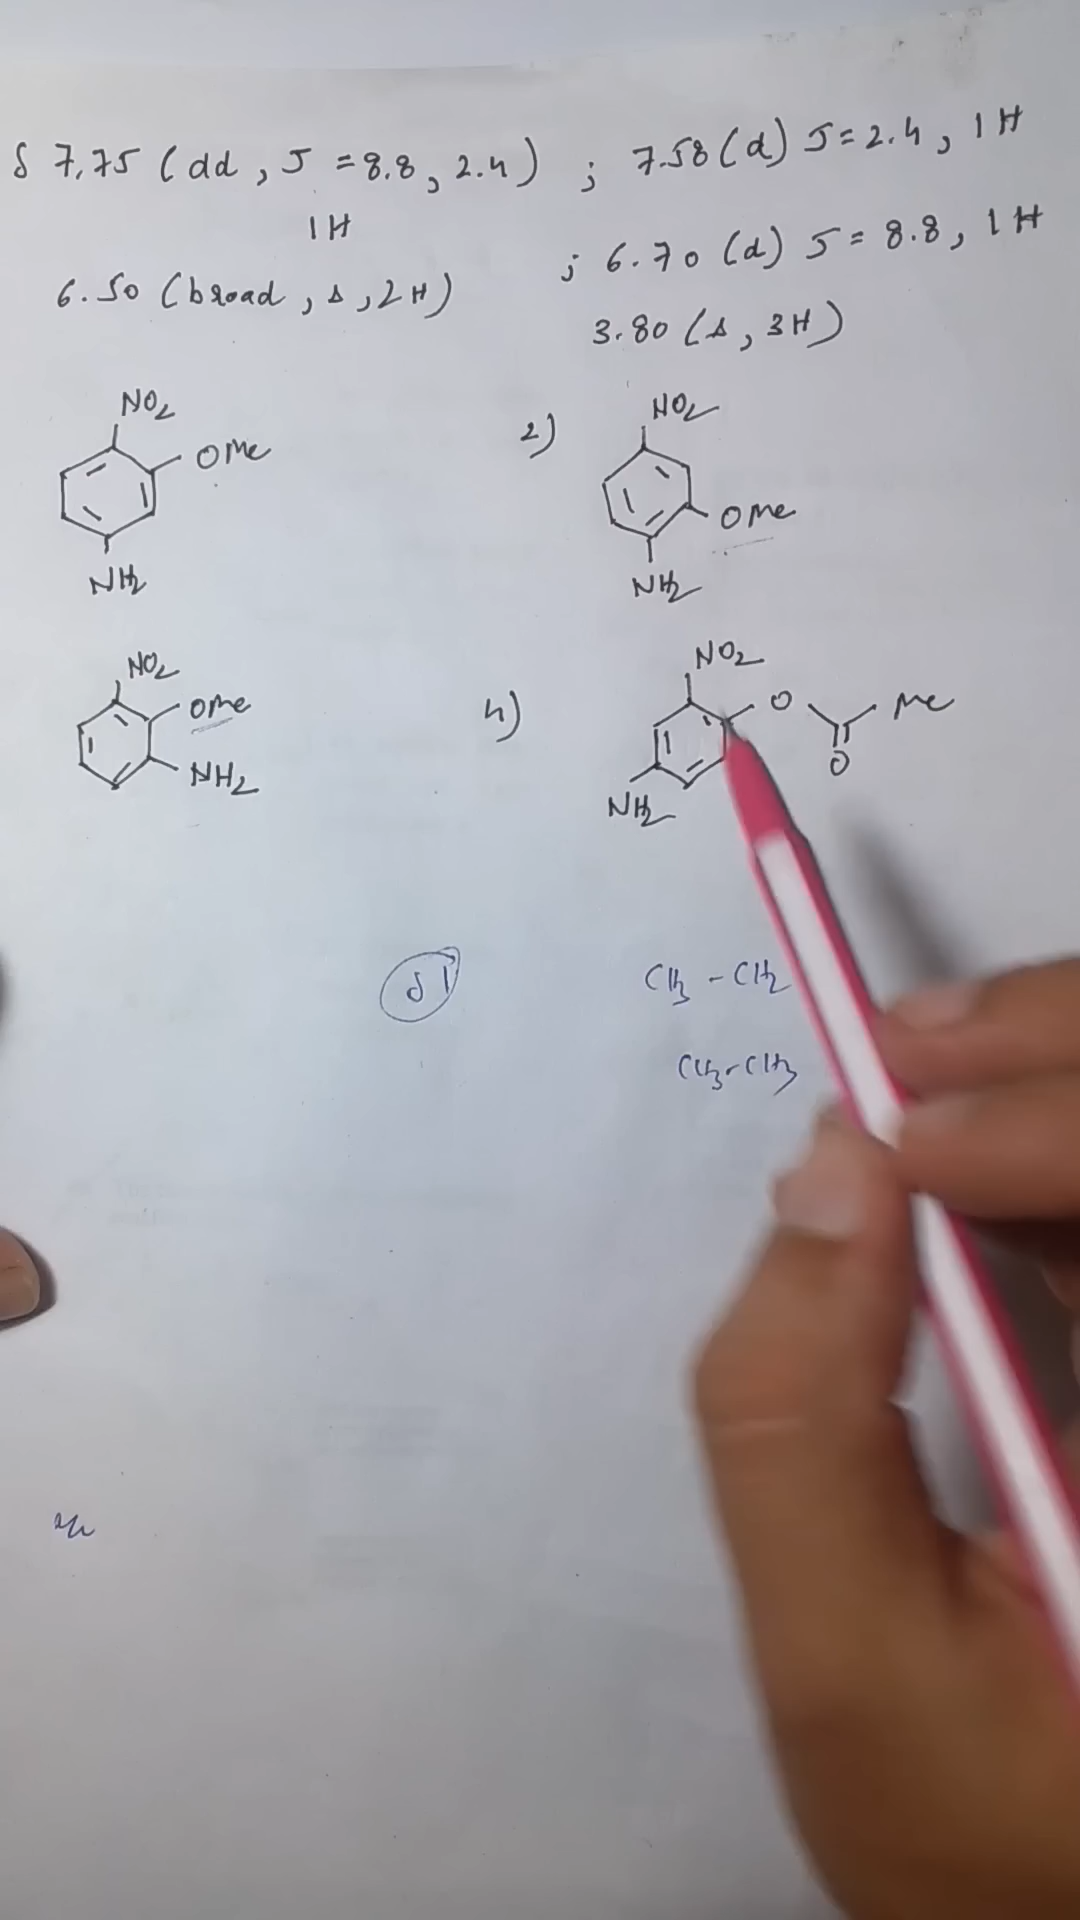 δ 7.75 (dd, J = 8.8, 2.4) ; 7.58 (d) J = 2.4, 1H
1H
; 6.70 (d) J = 8.8, 1H
6.50 (broad, s, 2H)
3.80 (s, 3H)
NO2
OMe
NH2
2)
NO2
OMe
NH2
NO2
OMe
NH2
4)
NO2
O
Me
O
NH2
CH3 - CH2
CH3-CH3